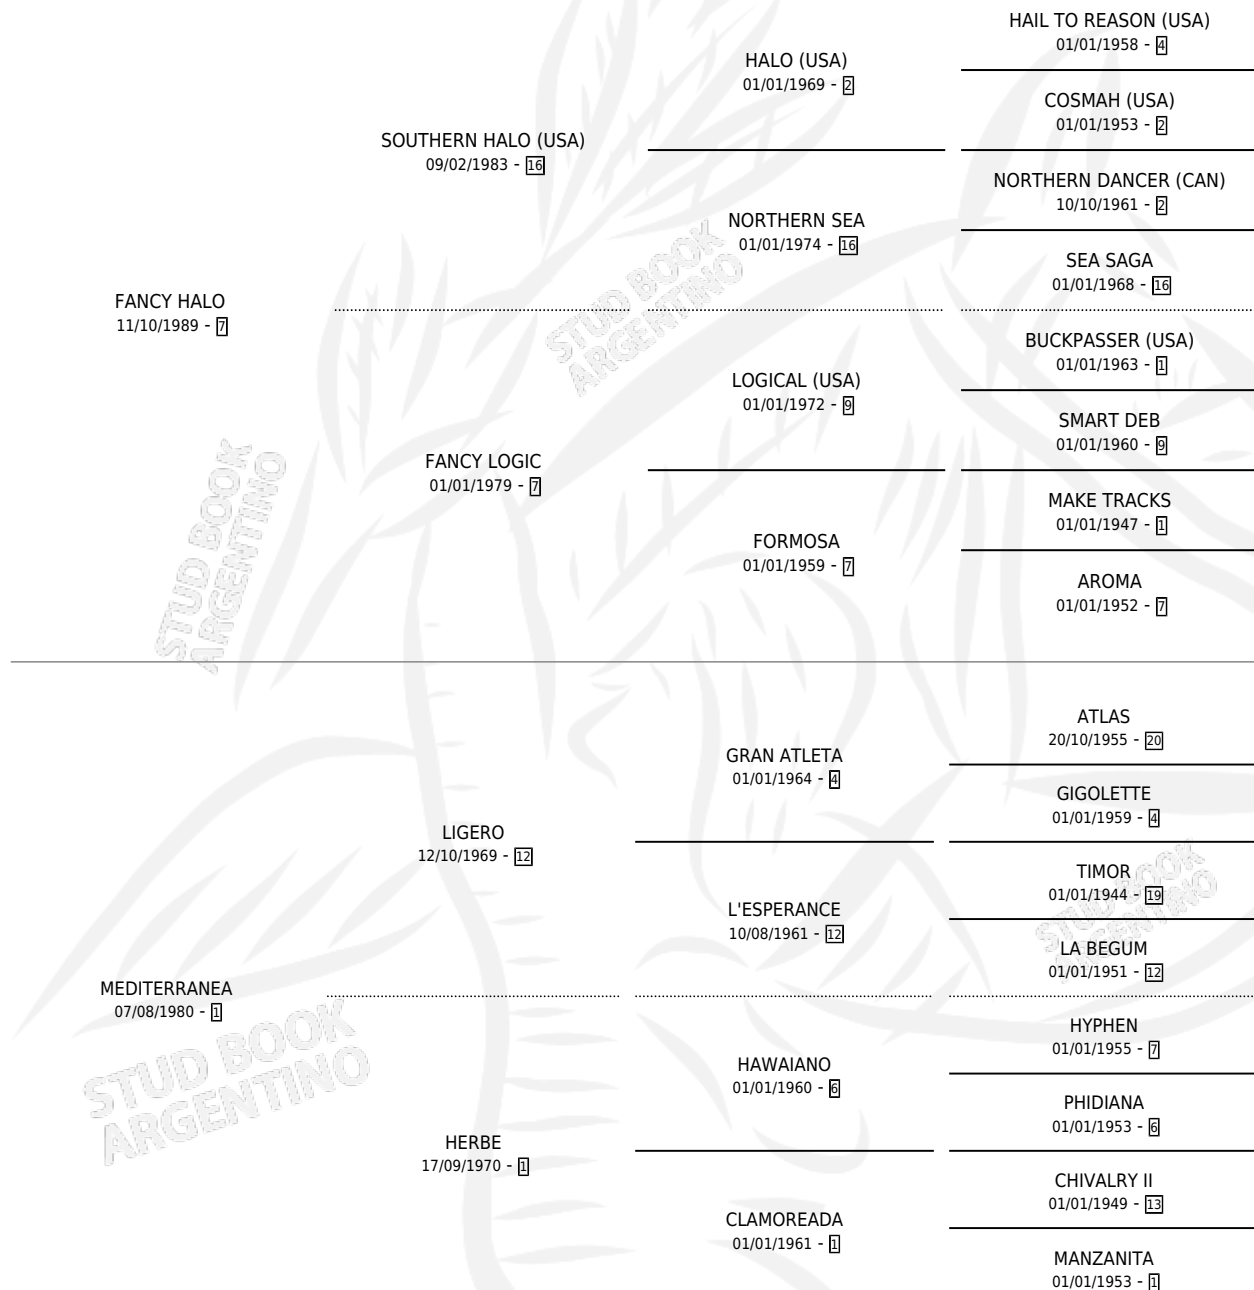 HAIL TO REASON (USA)
01/01/1958 - 4
HALO (USA)
01/01/1969 - 2
COSMAH (USA)
01/01/1953 - 2
SOUTHERN HALO (USA)
09/02/1983 - 16
NORTHERN DANCER (CAN)
10/10/1961 - 2
NORTHERN SEA
01/01/1974 - 16
SEA SAGA
01/01/1968 - 16
FANCY HALO
11/10/1989 - 7
BUCKPASSER (USA)
01/01/1963 - 1
LOGICAL (USA)
01/01/1972 - 9
SMART DEB
01/01/1960 - 9
FANCY LOGIC
01/01/1979 - 7
MAKE TRACKS
01/01/1947 - 1
FORMOSA
01/01/1959 - 7
AROMA
01/01/1952 - 7
STUD BOOK
ARGENTINO
STUD BOOK
ARGENTINO
ATLAS
20/10/1955 - 20
GRAN ATLETA
01/01/1964 - 4
GIGOLETTE
01/01/1959 - 4
LIGERO
12/10/1969 - 12
TIMOR
01/01/1944 - 19
L'ESPERANCE
10/08/1961 - 12
LA BEGUM
01/01/1951 - 12
MEDITERRANEA
07/08/1980 - 1
HYPHEN
01/01/1955 - 7
HAWAIANO
01/01/1960 - 6
PHIDIANA
01/01/1953 - 6
HERBE
17/09/1970 - 1
CHIVALRY II
01/01/1949 - 13
CLAMOREADA
01/01/1961 - 1
MANZANITA
01/01/1953 - 1
STUD BOOK
ARGENTINO
STUD BOOK
ARGENTINO